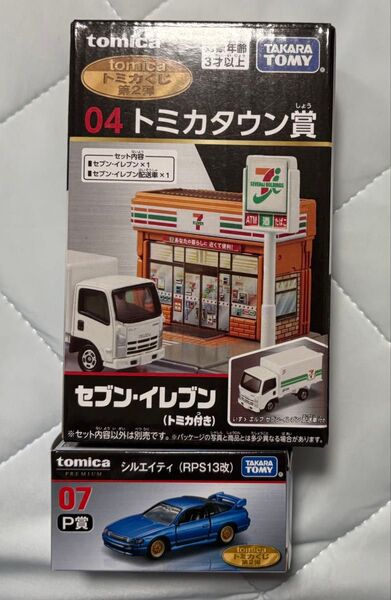 tomica
対象年齢
3才以上
TAKARA
TOMY
tomica
トミカくじ
第2弾
04 トミカタウン賞
しょう
セット内容
■セブン-イレブン×1
■セブン-イレブン配送車×1
7
SEVEN&i HOLDINGS
ATM 酒 たばこ
セブン-イレブン
(トミカ付き)
いすゞ エルフ セブン-イレブン配送車付き
※セット内容以外は別売です。※パッケージの写真と商品とは多少異なる場合があります。
tomica
PREMIUM
シルエイティ (RPS13改)
TAKARA
TOMY
07
P賞
tomica
トミカくじ
第2弾